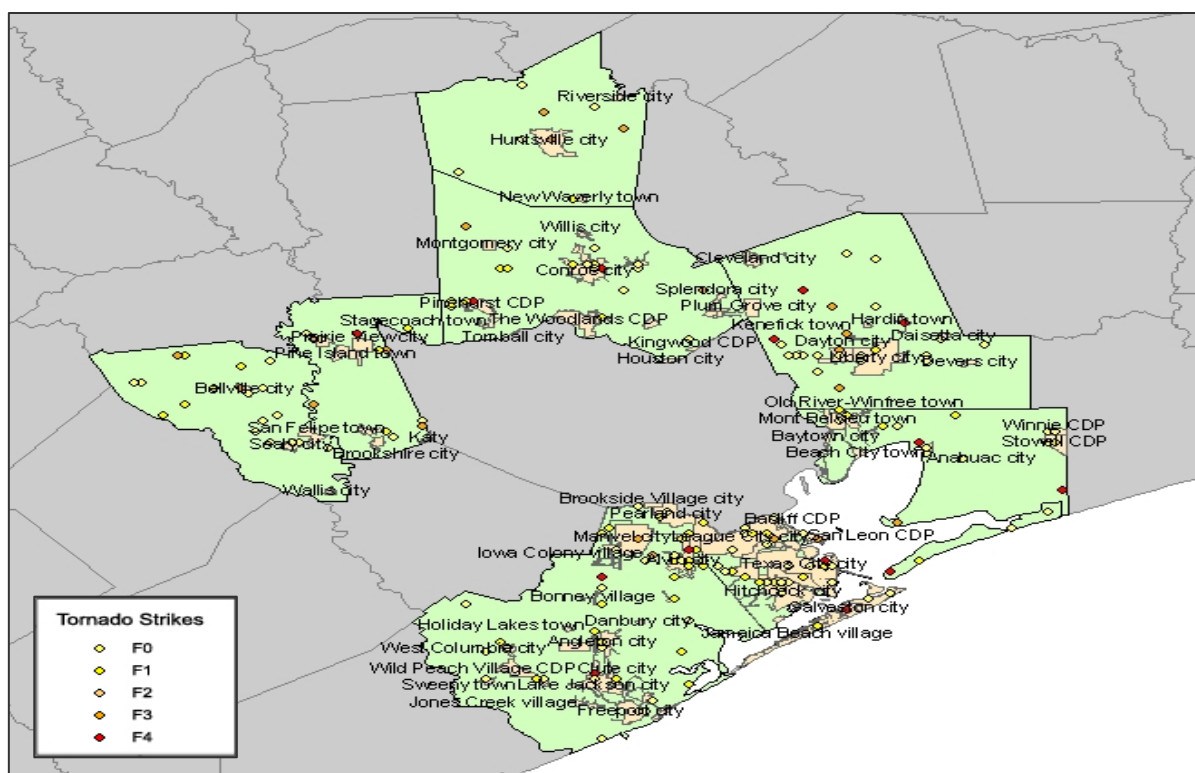 Riverside city
Huntsville city
New Waverly town
Willis city
Montgomery city
Conroe city
Cleveland city
Splendora city
Pinehurst CDP
Plum Grove city
Stagecoach town
The Woodlands CDP
Kenefick town
Hardin town
Prairie View city
Tomball city
Kingwood CDP
Dayton city
Daisetta city
Pine Island town
Houston city
Liberty city
Devers city
Bellville city
Old River-Winfree town
Mont Belvieu town
San Felipe town
Katy
Baytown city
Winnie CDP
Sealy city
Brookshire city
Beach City town
Stowell CDP
Anahuac city
Wallis city
Brookside Village city
Pearland city
Bacliff CDP
Manvel city
League City city
San Leon CDP
Iowa Colony village
Alvin city
Texas City city
Bonney village
Hitchcock city
Galveston city
Holiday Lakes town
Danbury city
Jamaica Beach village
West Columbia city
Angleton city
Wild Peach Village CDP
Clute city
Sweeny town
Lake Jackson city
Jones Creek village
Freeport city
Tornado Strikes
F0
F1
F2
F3
F4